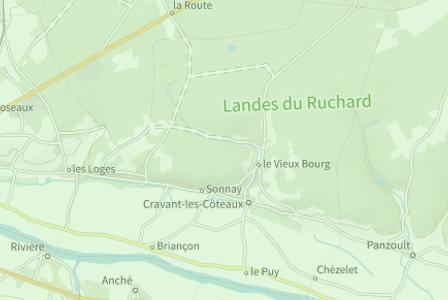 la Route
Landes du Ruchard
oseaux
les Loges
le Vieux Bourg
Sonnay
Cravant-les-Côteaux
Rivière
Briançon
Panzoult
le Puy
Chèzelet
Anché